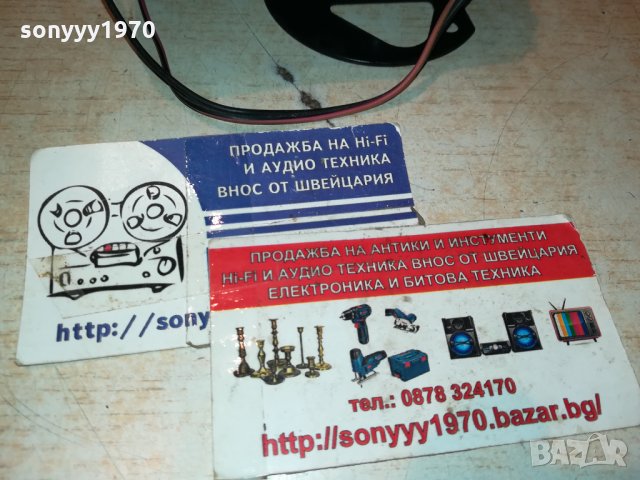 sonyyy1970
sonyyy1970
ПРОДАЖБА НА Hi-Fi
И АУДИО ТЕХНИКА
ВНОС ОТ ШВЕЙЦАРИЯ
http://sony
ПРОДАЖБА НА АНТИКИ И ИНСТУМЕНТИ
Hi-Fi И АУДИО ТЕХНИКА ВНОС ОТ ШВЕЙЦАРИЯ
ЕЛЕКТРОНИКА И БИТОВА ТЕХНИКА
тел.: 0878 324170
http://sonyyy1970.bazar.bg/
BAZAR